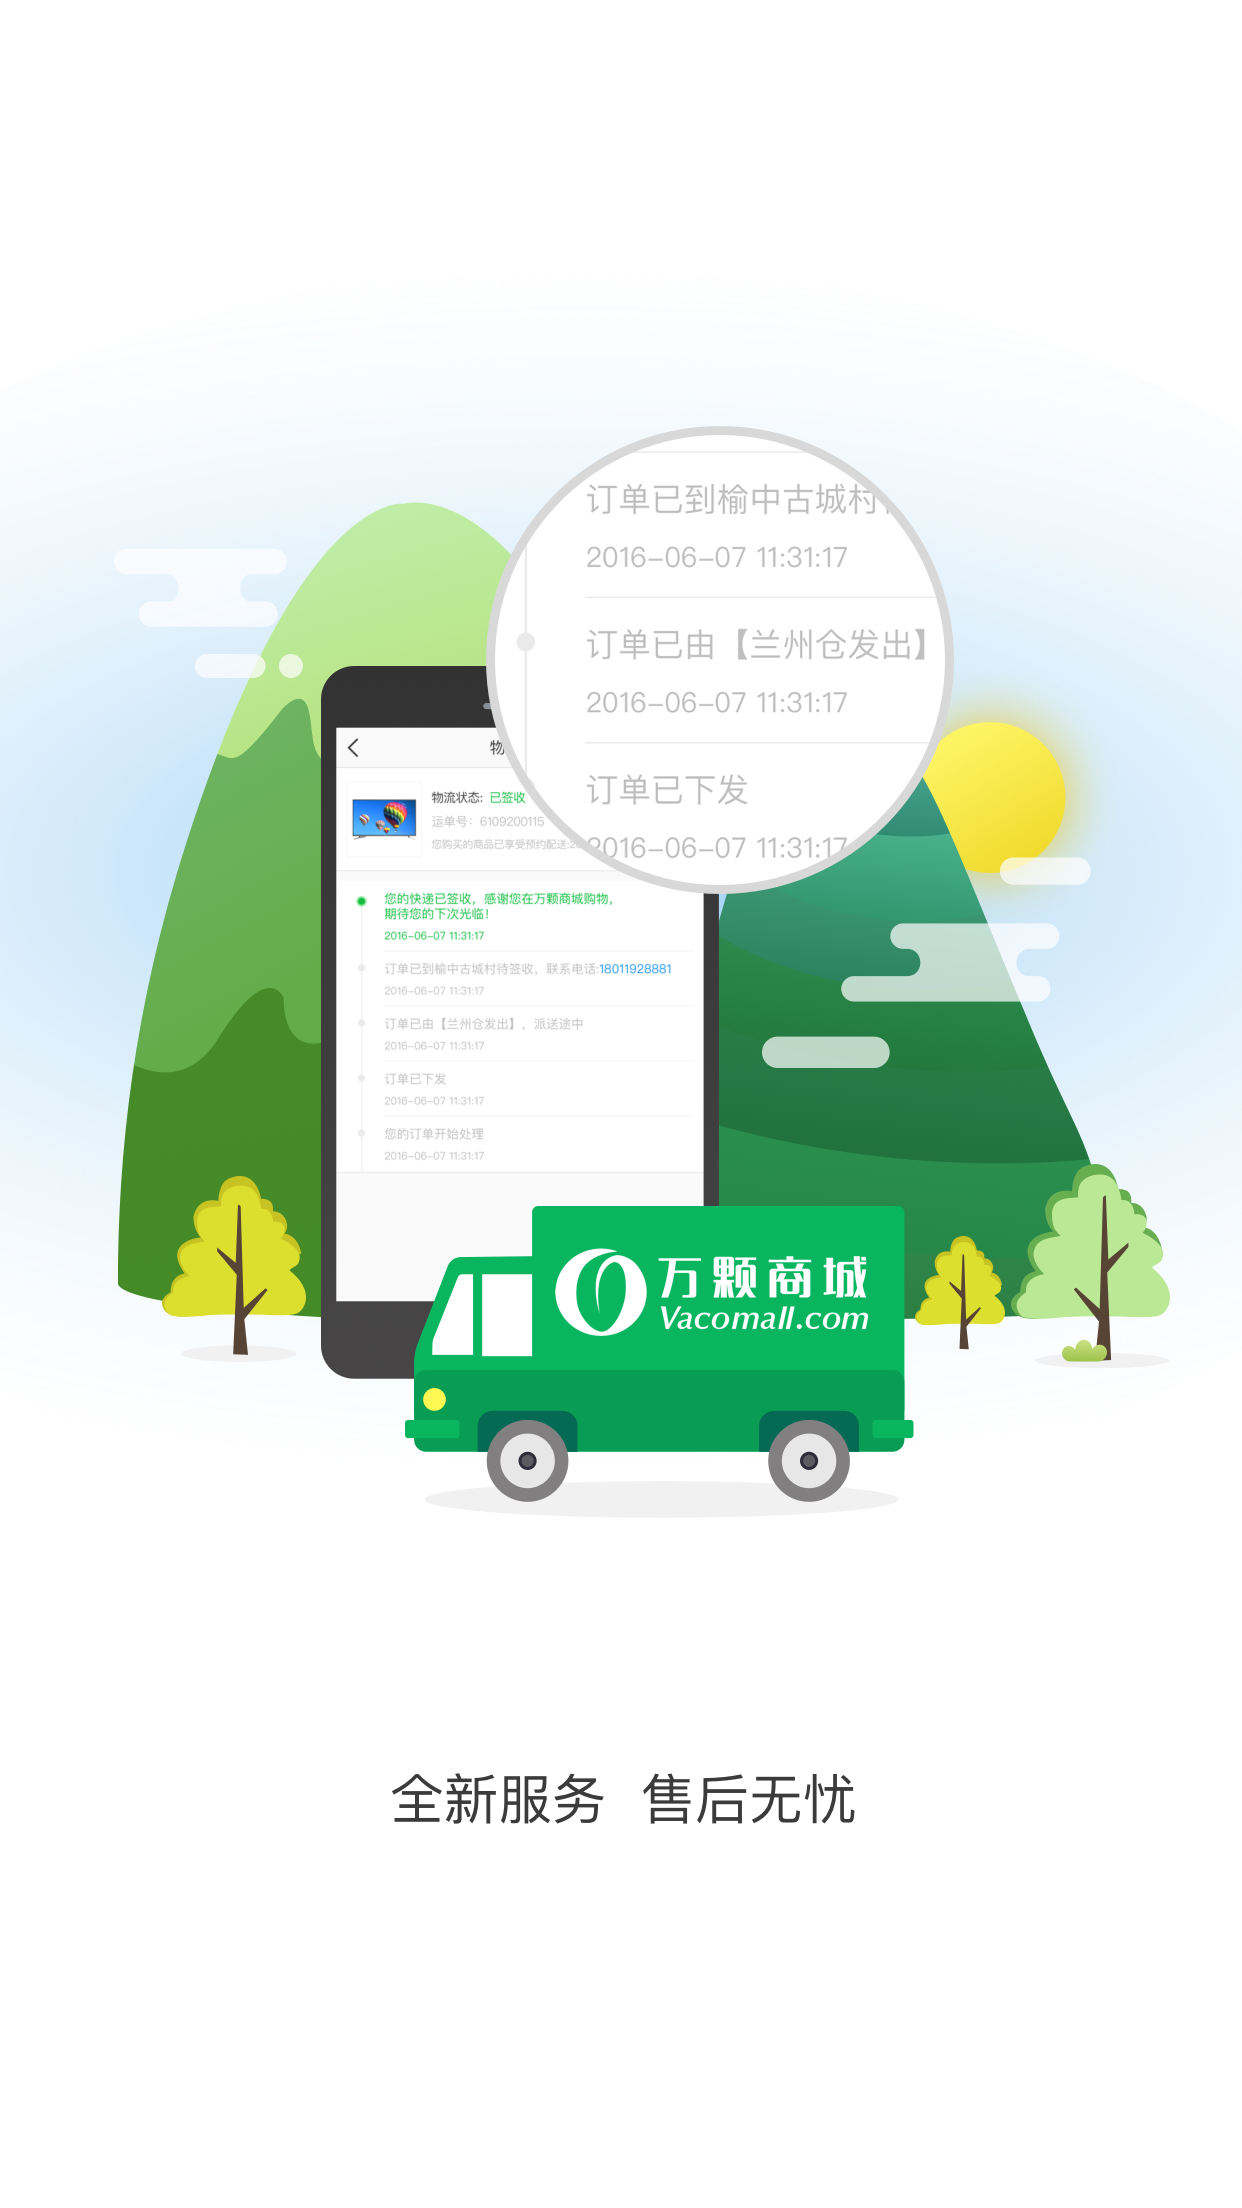 订单已到榆中古城村
2016-06-07 11:31:17
订单已由【兰州仓发出】
2016-06-07 11:31:17
订单已下发
2016-06-07 11:31:17
物
物流状态: 已签收
运单号: 6109200115
您购买的商品已享受预约配送:2
您的快递已签收，感谢您在万颗商城购物，
期待您的下次光临！
2016-06-07 11:31:17
订单已到榆中古城村待签收，联系电话:18011928881
2016-06-07 11:31:17
订单已由【兰州仓发出】，派送途中
2016-06-07 11:31:17
订单已下发
2016-06-07 11:31:17
您的订单开始处理
2016-06-07 11:31:17
万颗商城
Vacomall.com
全新服务 售后无忧